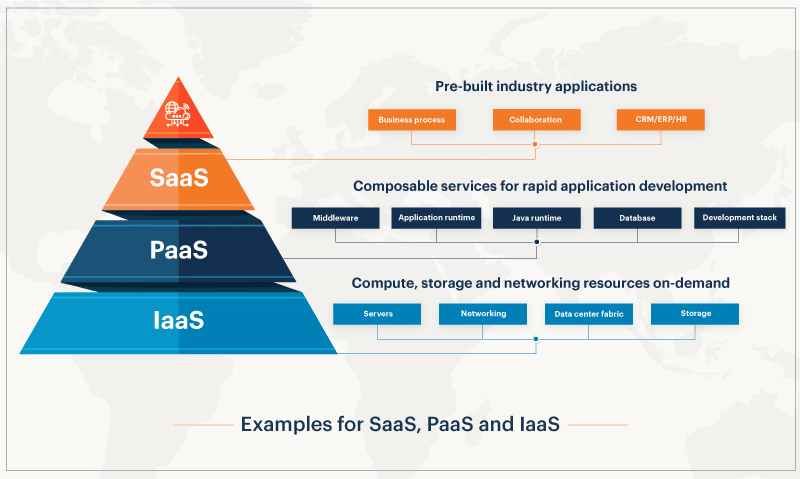 Pre-built industry applications
Business process
Collaboration
CRM/ERP/HR
SaaS
Composable services for rapid application development
Middleware
Application runtime
Java runtime
Database
Development stack
PaaS
Compute, storage and networking resources on-demand
Servers
Networking
Data center fabric
Storage
IaaS
Examples for SaaS, PaaS and IaaS